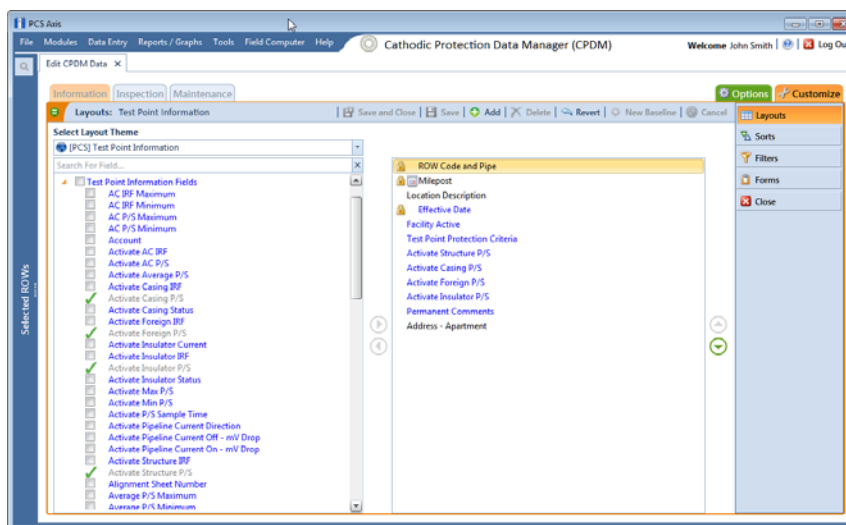 PCS Axis
File Modules Data Entry Reports / Graphs Tools Field Computer Help
Cathodic Protection Data Manager (CPDM)
Welcome John Smith | Log Ou
Edit CPDM Data X
Information Inspection Maintenance
Options Customize
Layouts: Test Point Information
Save and Close | Save | Add | Delete | Revert | New Baseline | Cancel
Select Layout Theme
[PCS] Test Point Information
Search For Field...
Test Point Information Fields
AC IRF Maximum
AC IRF Minimum
AC P/S Maximum
AC P/S Minimum
Account
Activate AC IRF
Activate AC P/S
Activate Average P/S
Activate Casing IRF
Activate Casing P/S
Activate Casing Status
Activate Foreign IRF
Activate Foreign P/S
Activate Insulator Current
Activate Insulator IRF
Activate Insulator P/S
Activate Insulator Status
Activate Max P/S
Activate Min P/S
Activate P/S Sample Time
Activate Pipeline Current Direction
Activate Pipeline Current Off - mV Drop
Activate Pipeline Current On - mV Drop
Activate Structure IRF
Activate Structure P/S
Alignment Sheet Number
Average P/S Maximum
Average P/S Minimum
ROW Code and Pipe
Milepost
Location Description
Effective Date
Facility Active
Test Point Protection Criteria
Activate Structure P/S
Activate Casing P/S
Activate Foreign P/S
Activate Insulator P/S
Permanent Comments
Address - Apartment
Layouts
Sorts
Filters
Forms
Close
Selected ROWs